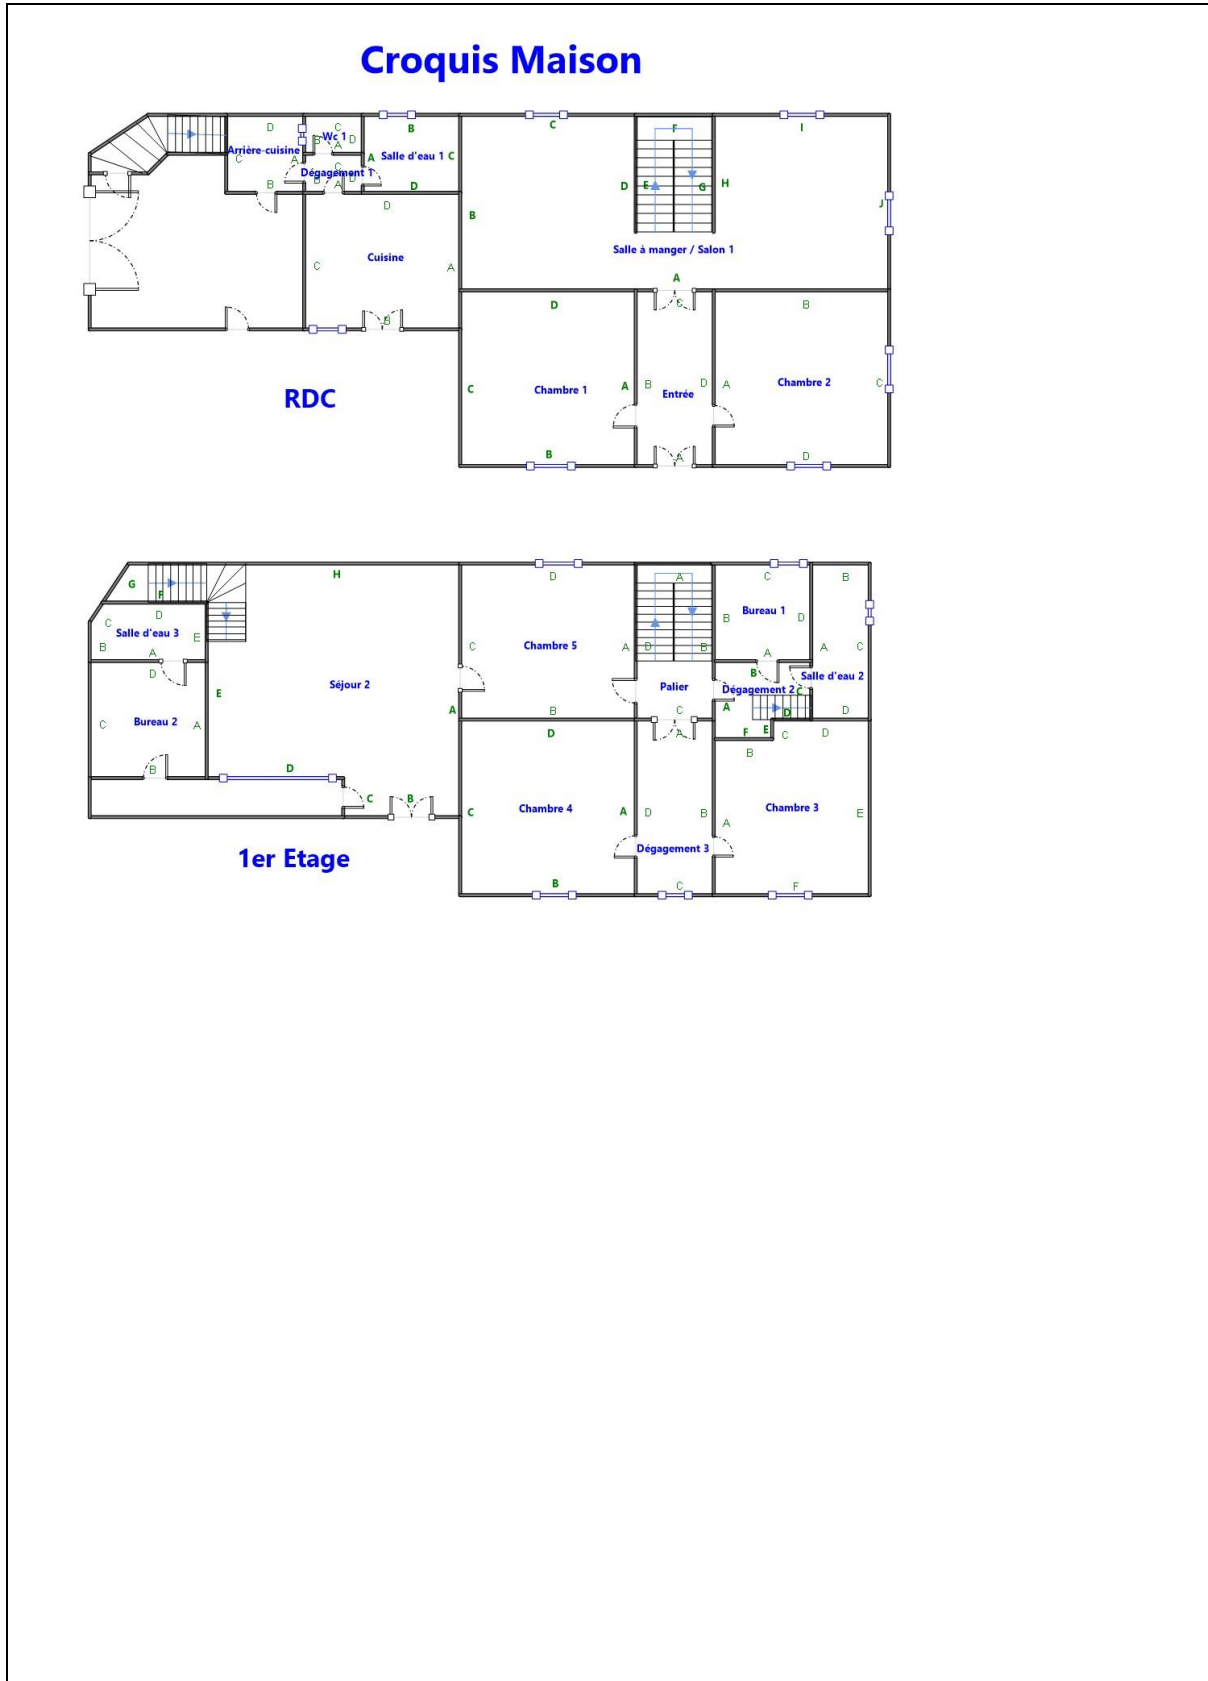 Croquis Maison
D C B C F I
Wc 1
B D A
Arrière-cuisine
C A A Salle d'eau 1 C
C
Dégagement 1
B B A D D
D E G H
D
J
B
Salle à manger / Salon 1
Cuisine
C A
A
C
D B
B
RDC
C Chambre 1 A B Entrée D A Chambre 2 C
B A D
G F H D A C B
D
C Salle d'eau 3 E
B A
Bureau 1
B D
C Chambre 5 A D B A C
A
D
B Salle d'eau 2
E Séjour 2 Palier Dégagement 2 C
C Bureau 2 A
A B C A D D
D A F E C D
B
B D
C B
C Chambre 4 A D B A Chambre 3 E
Dégagement 3
1er Etage
B C F